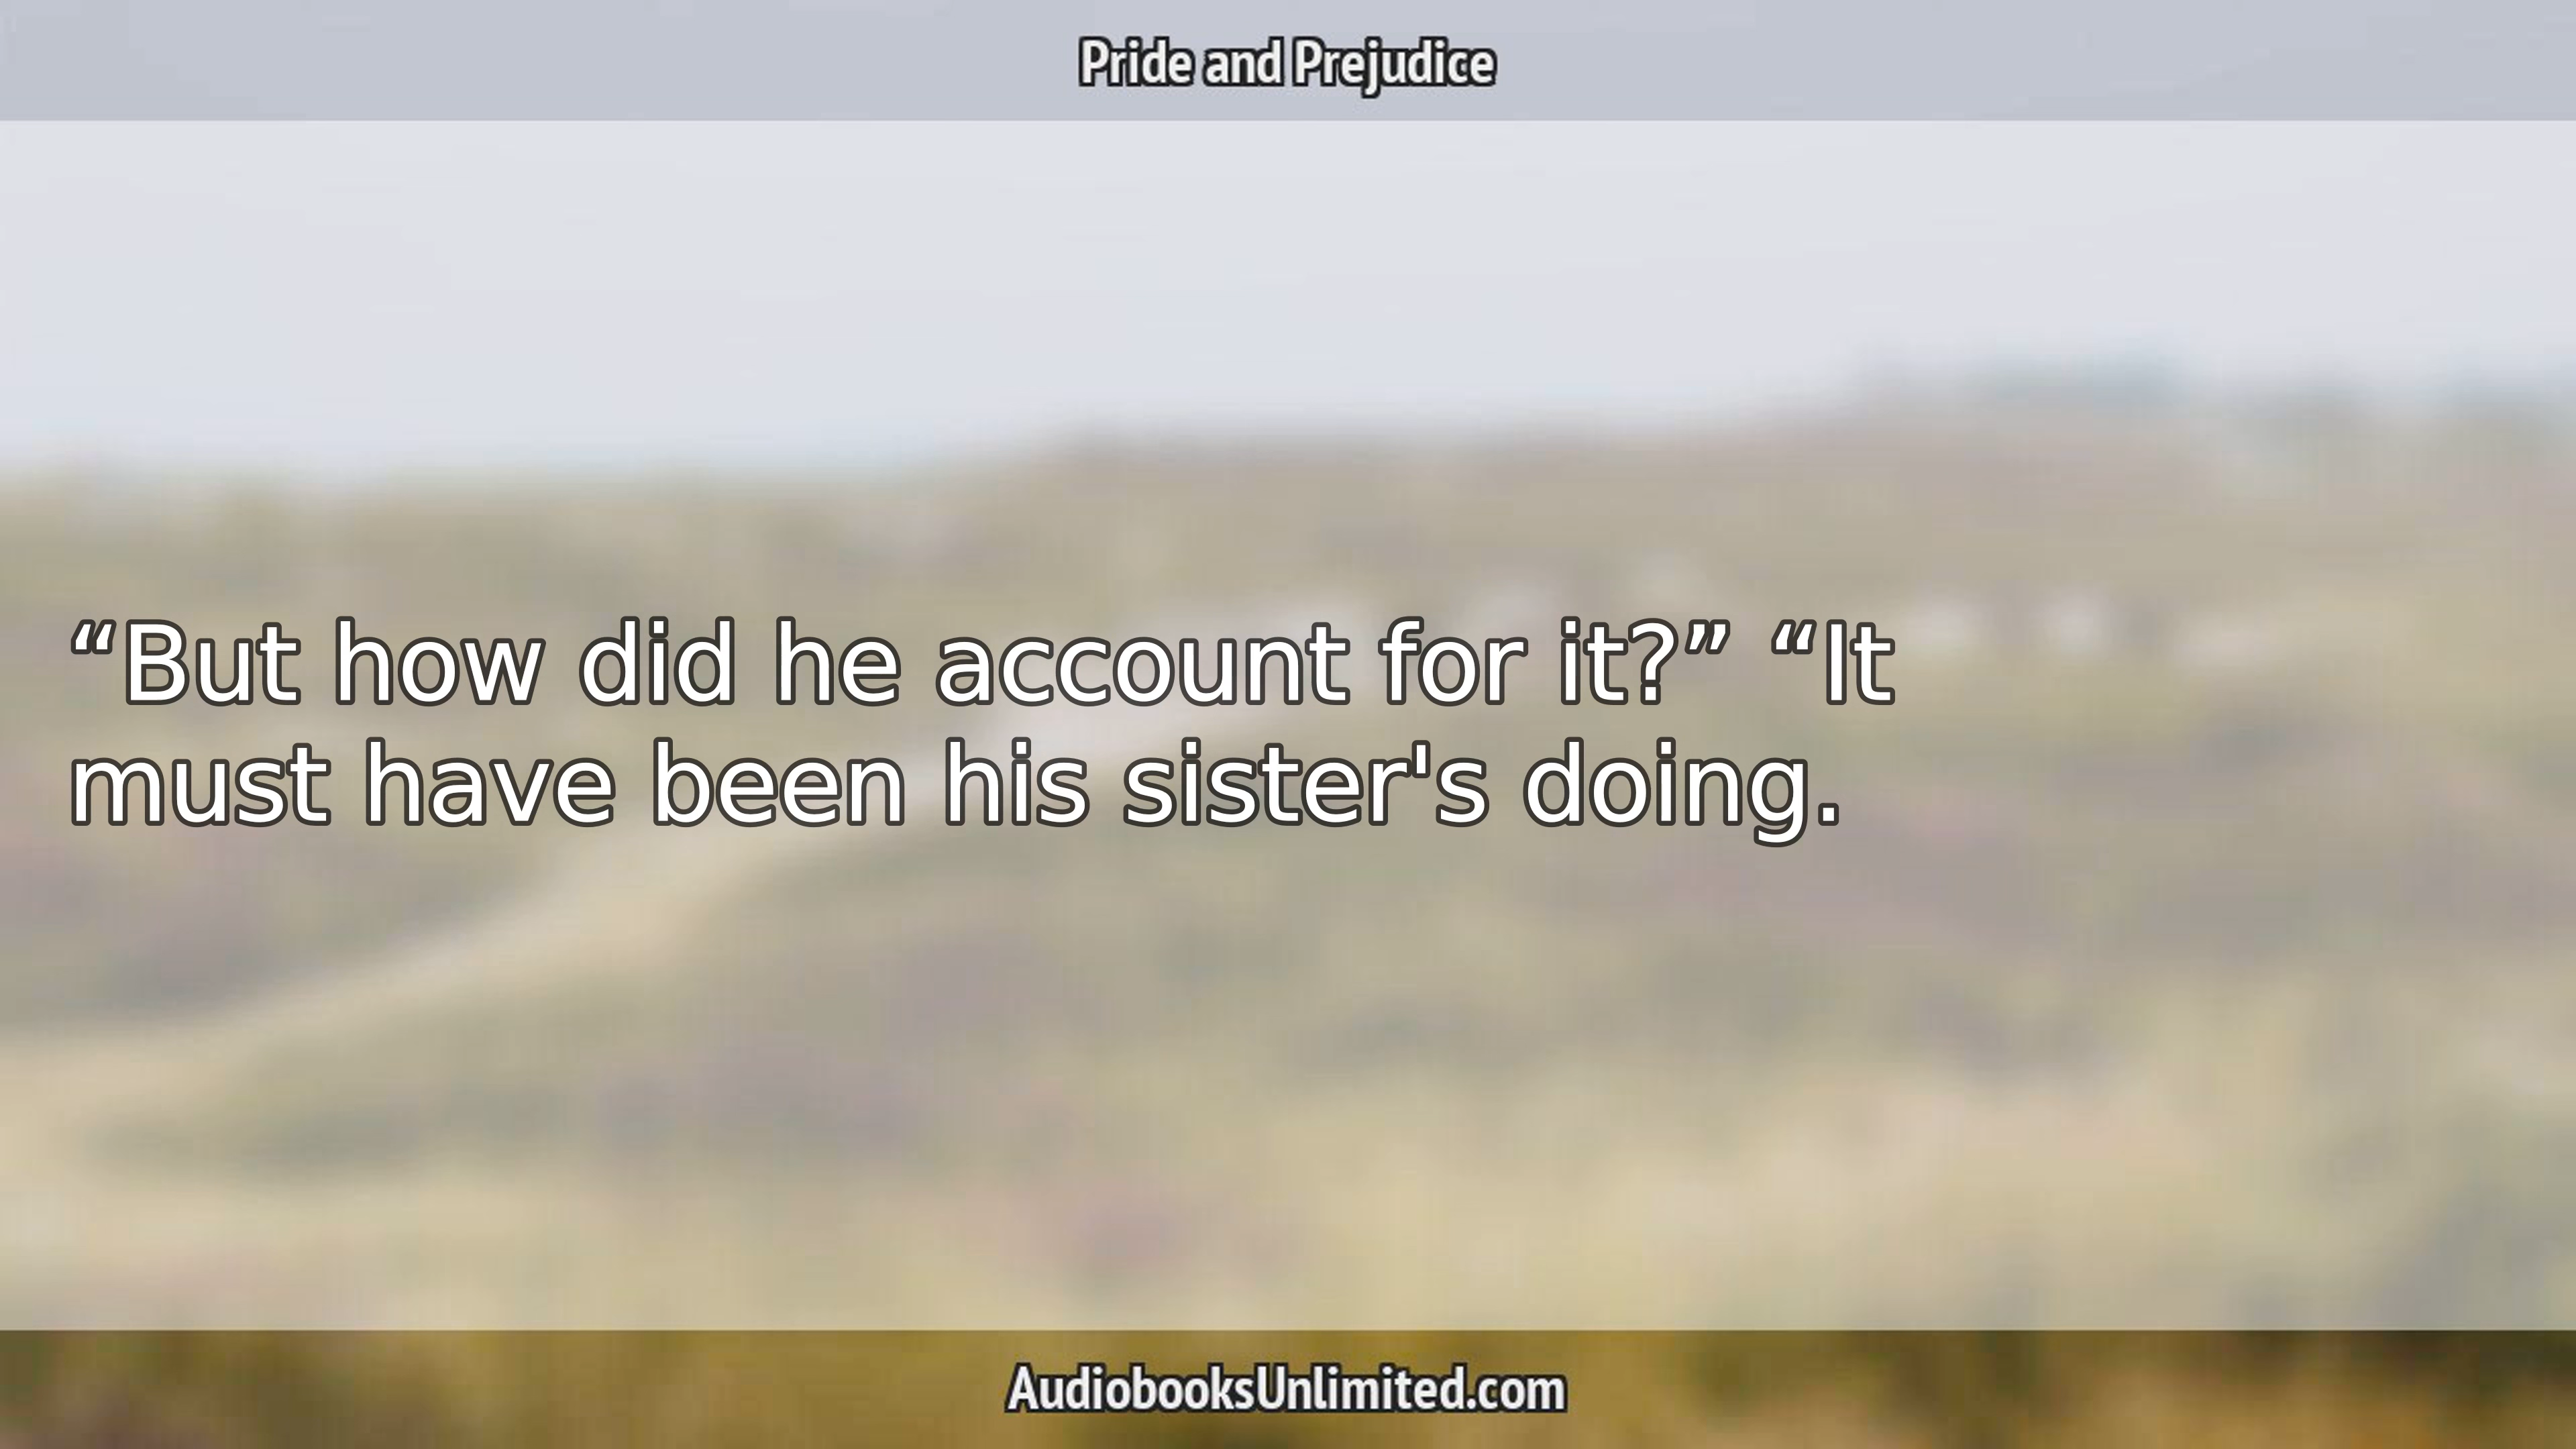 Pride and Prejudice
“But how did he account for it?” “It
must have been his sister's doing.
AudiobooksUnlimited.com